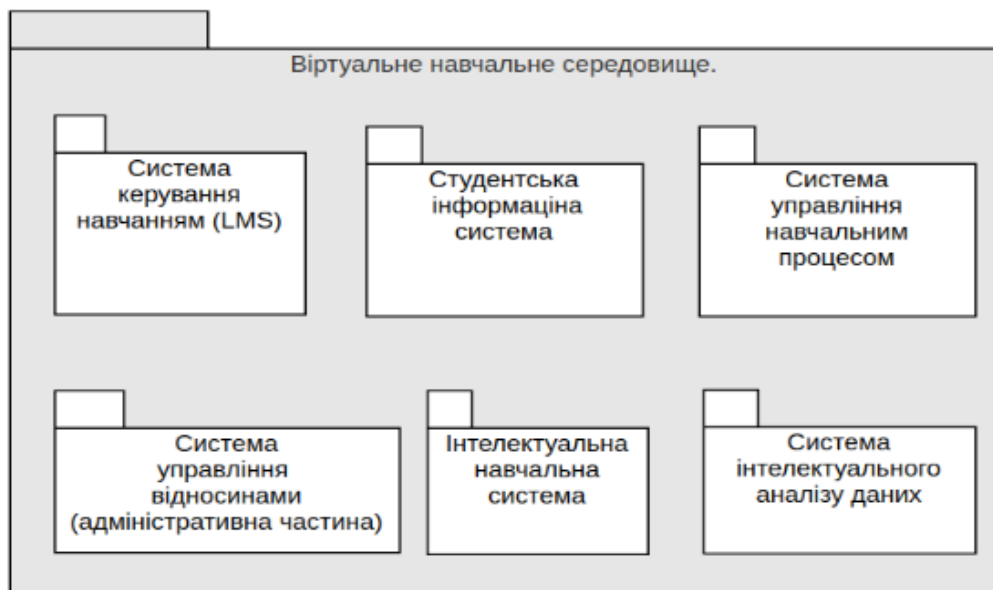 Віртуальне навчальне середовище.
Система
керування
навчанням (LMS)
Студентська
інформаціна
система
Система
управління
навчальним
процесом
Система
управління
відносинами
(адміністративна частина)
Інтелектуальна
навчальна
система
Система
інтелектуального
аналізу даних